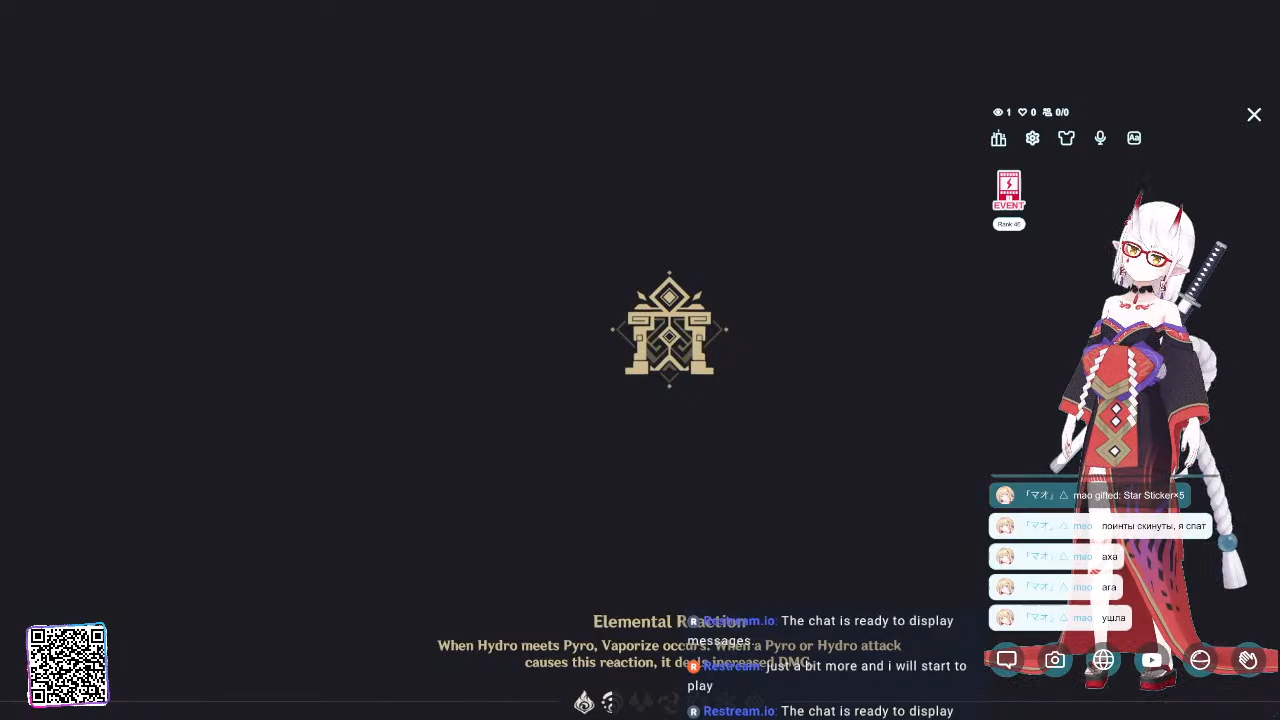 1 0 0/0
Aa
EVENT
Rank 46
「マオ」△ mao gifted: Star Sticker×5
「マオ」△ mao поинты скинуты, я спат
「マオ」△ mao аха
「マオ」△ mao ага
「マオ」△ mao ушла
Elemental Reaction
When Hydro meets Pyro, Vaporize occurs. When a Pyro or Hydro attack
causes this reaction, it deals increased DMG.
Restream.io: The chat is ready to display
messages.
Restream: just a bit more and i will start to
play
Restream.io: The chat is ready to display